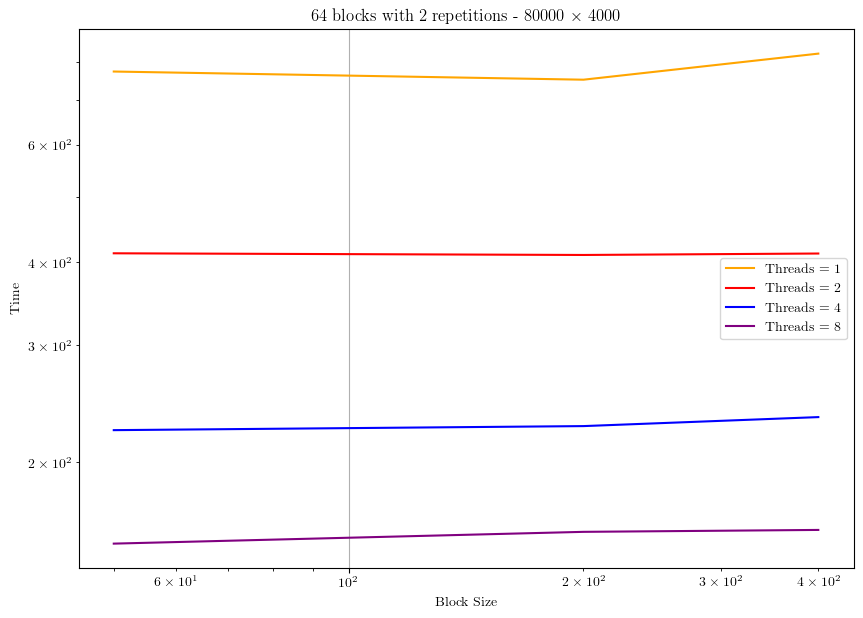 64 blocks with 2 repetitions - 80000 × 4000
Time
6 × 10²
4 × 10²
3 × 10²
2 × 10²
Threads = 1
Threads = 2
Threads = 4
Threads = 8
6 × 10¹
10²
2 × 10²
3 × 10²
4 × 10²
Block Size